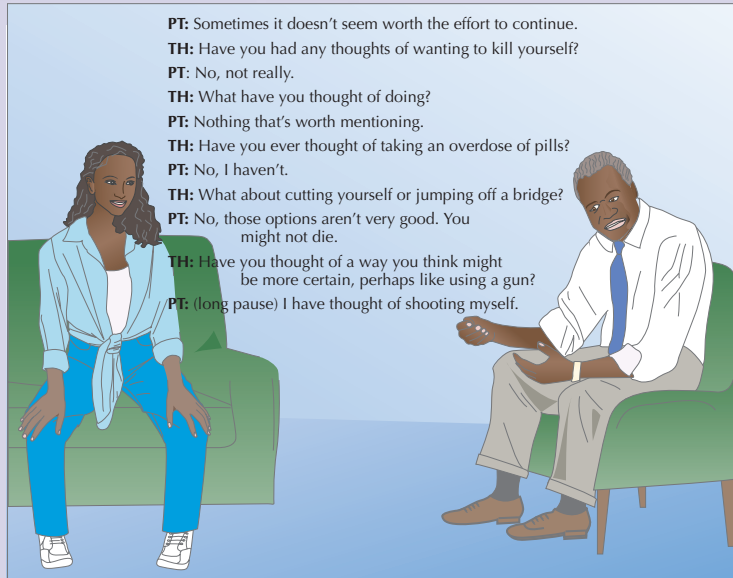 PT: Sometimes it doesn’t seem worth the effort to continue.
TH: Have you had any thoughts of wanting to kill yourself?
PT: No, not really.
TH: What have you thought of doing?
PT: Nothing that’s worth mentioning.
TH: Have you ever thought of taking an overdose of pills?
PT: No, I haven’t.
TH: What about cutting yourself or jumping off a bridge?
PT: No, those options aren’t very good. You
might not die.
TH: Have you thought of a way you think might
be more certain, perhaps like using a gun?
PT: (long pause) I have thought of shooting myself.